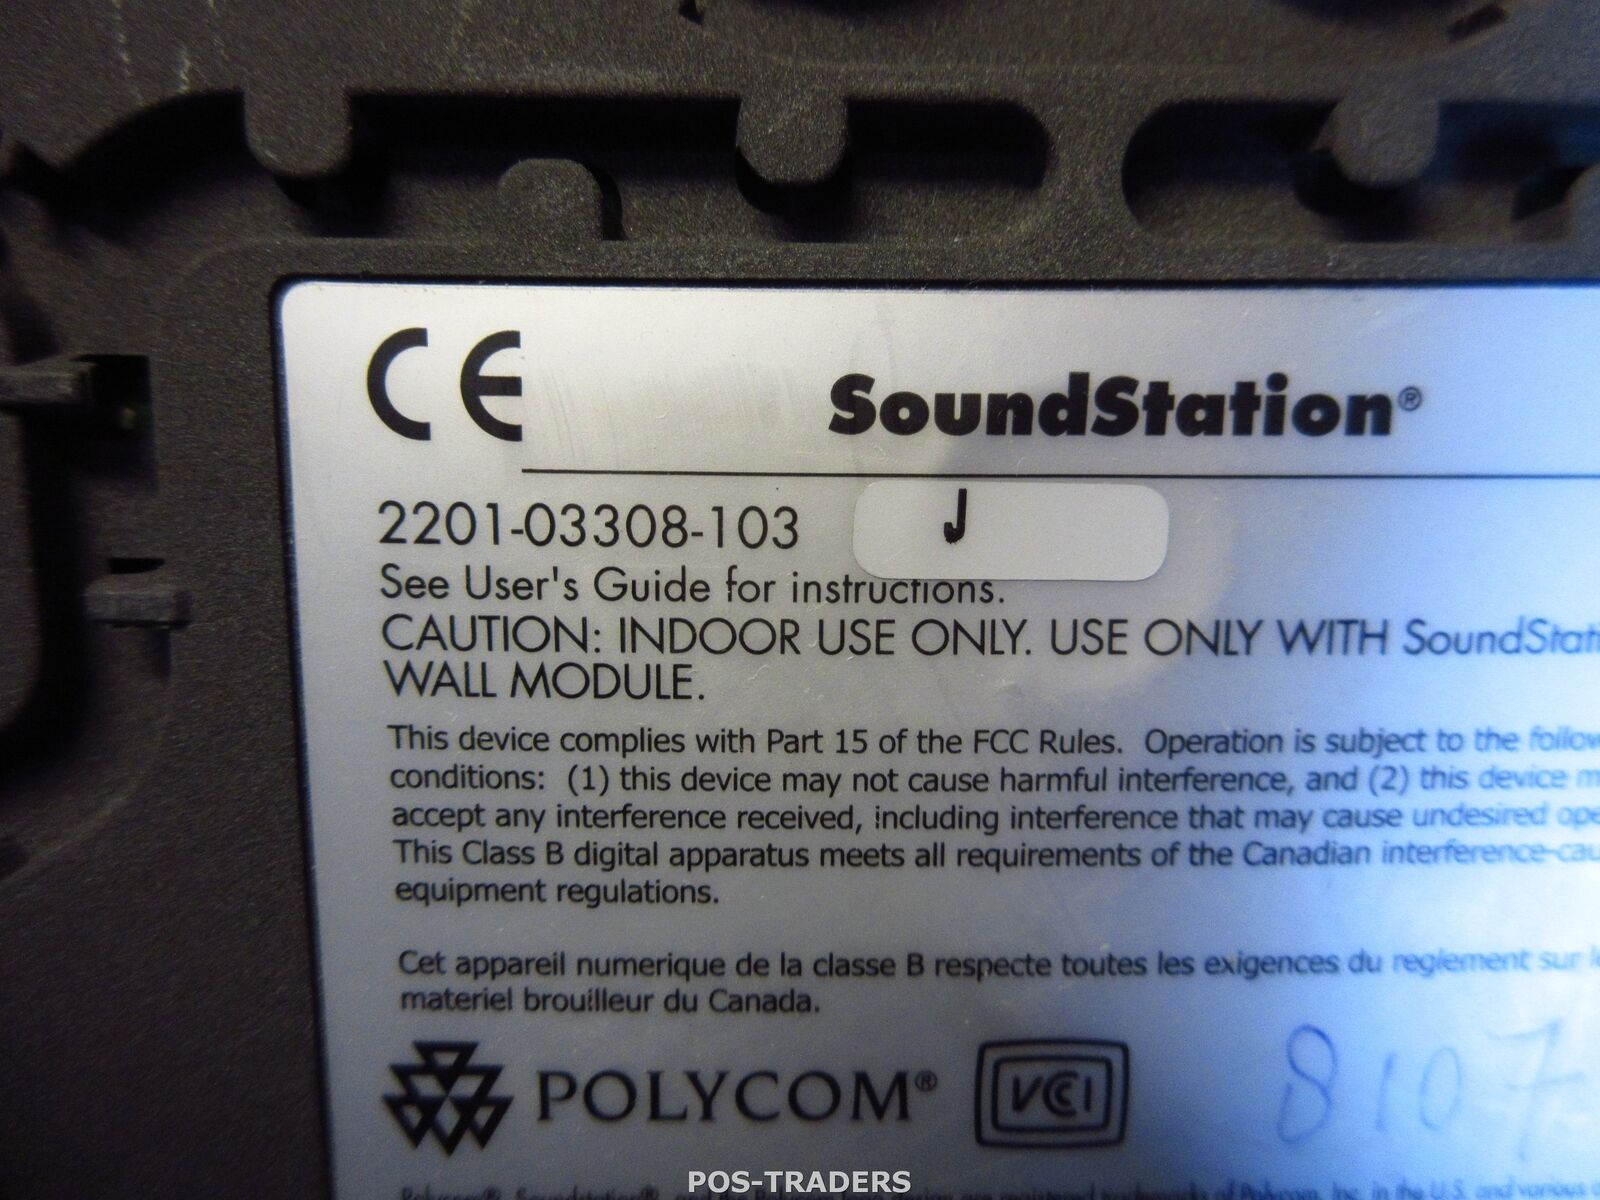 CE
SoundStation®
2201-03308-103 J
See User's Guide for instructions.
CAUTION: INDOOR USE ONLY. USE ONLY WITH SoundStati
WALL MODULE.
This device complies with Part 15 of the FCC Rules. Operation is subject to the follow
conditions: (1) this device may not cause harmful interference, and (2) this device m
accept any interference received, including interference that may cause undesired ope
This Class B digital apparatus meets all requirements of the Canadian interference-cau
equipment regulations.
Cet appareil numerique de la classe B respecte toutes les exigences du reglement sur l
materiel brouilleur du Canada.
POLYCOM® VCCI
8107
POS-TRADERS